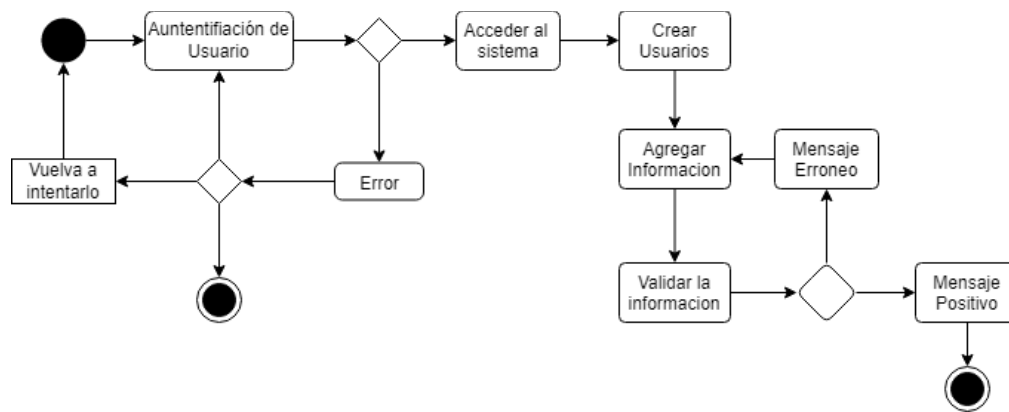 Auntentifiación de
Usuario
Acceder al
sistema
Crear
Usuarios
Vuelva a
intentarlo
Error
Agregar
Informacion
Mensaje
Erroneo
Validar la
informacion
Mensaje
Positivo